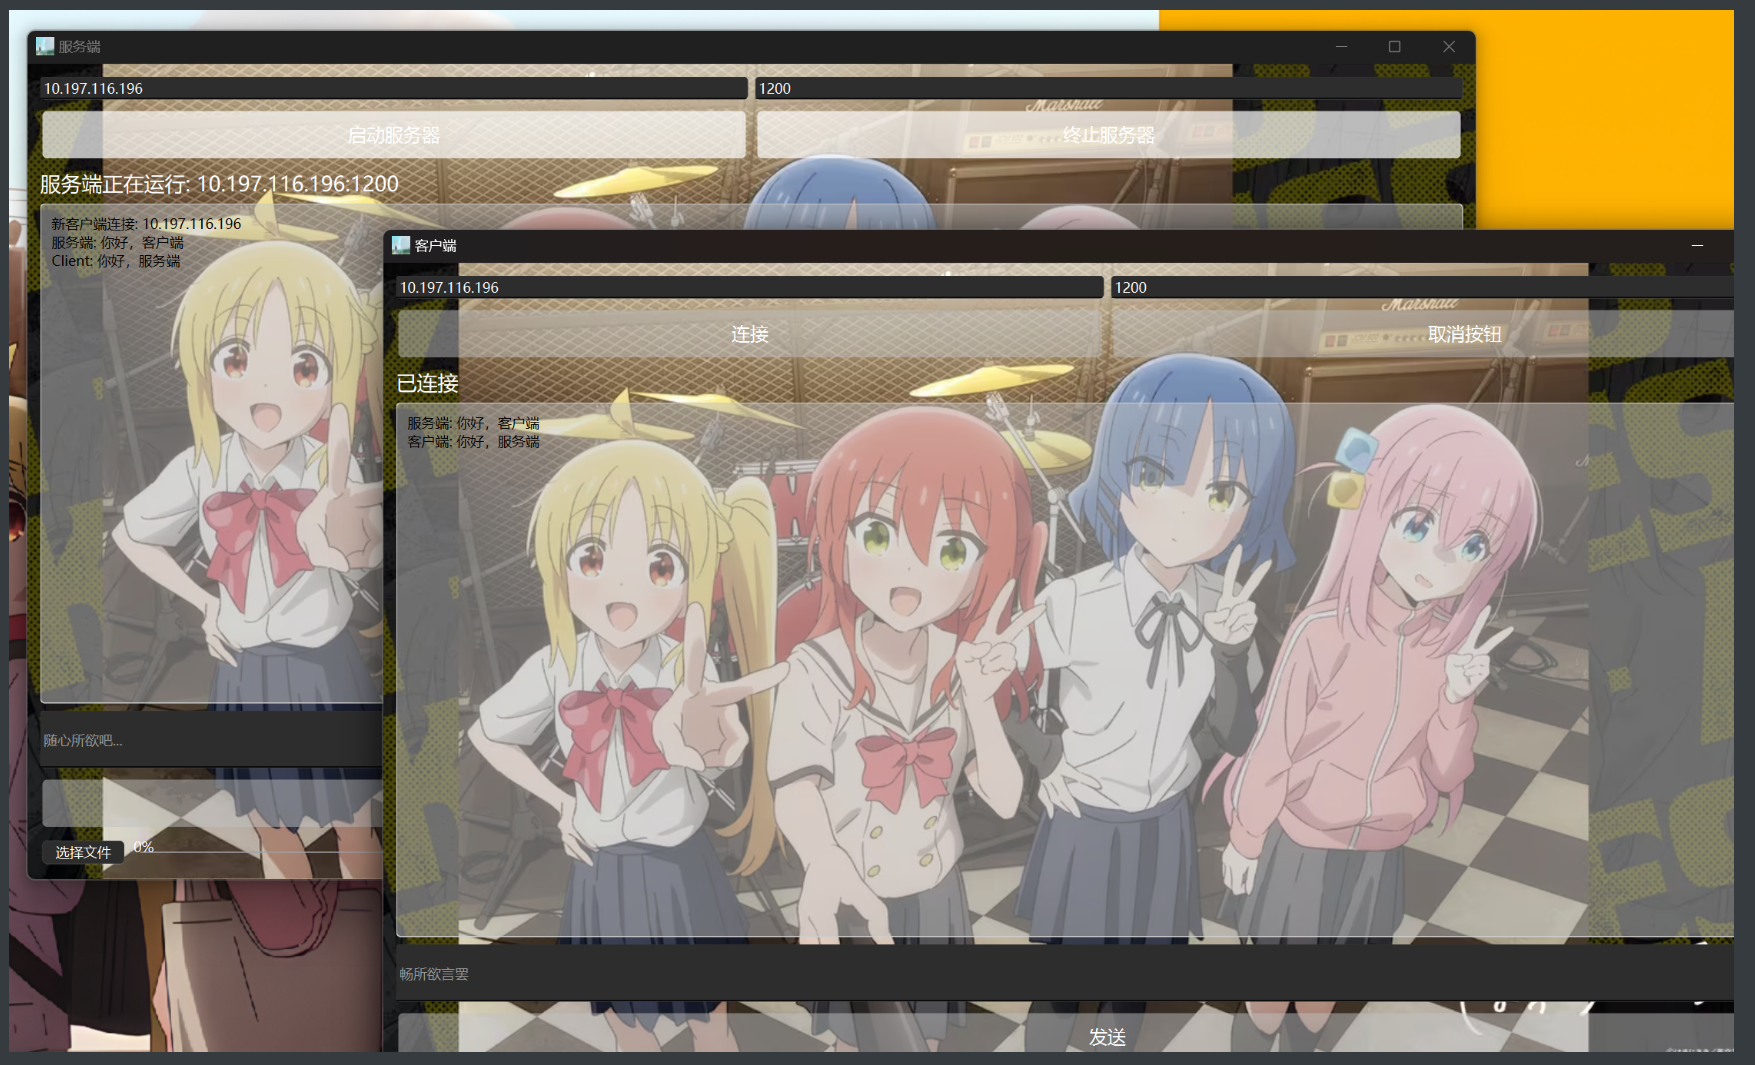 服务端
10.197.116.196
1200
Marshall
启动服务器
终止服务器
服务端正在运行: 10.197.116.196:1200
新客户端连接: 10.197.116.196
服务端: 你好，客户端
Client: 你好，服务端
随心所欲吧...
选择文件
0%
客户端
10.197.116.196
1200
Marshall
连接
取消按钮
已连接
服务端: 你好，客户端
客户端: 你好，服务端
畅所欲言罢
发送